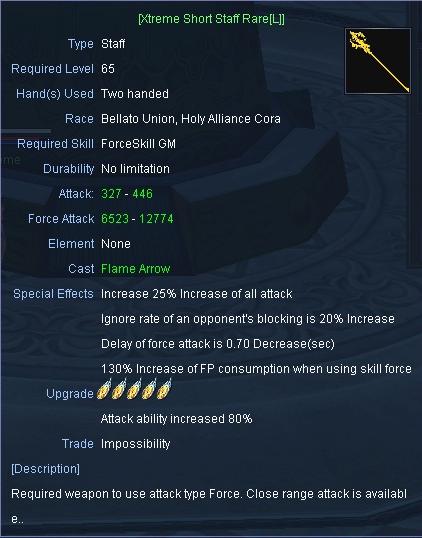 [Xtreme Short Staff Rare[L]]
Type Staff
Required Level 65
Hand(s) Used Two handed
Race Bellato Union, Holy Alliance Cora
Required Skill ForceSkill GM
Durability No limitation
Attack: 327 - 446
Force Attack 6523 - 12774
Element None
Cast Flame Arrow
Special Effects Increase 25% Increase of all attack
Ignore rate of an opponent's blocking is 20% Increase
Delay of force attack is 0.70 Decrease(sec)
130% Increase of FP consumption when using skill force
Upgrade
Attack ability increased 80%
Trade Impossibility
[Description]
Required weapon to use attack type Force. Close range attack is availabl
e..